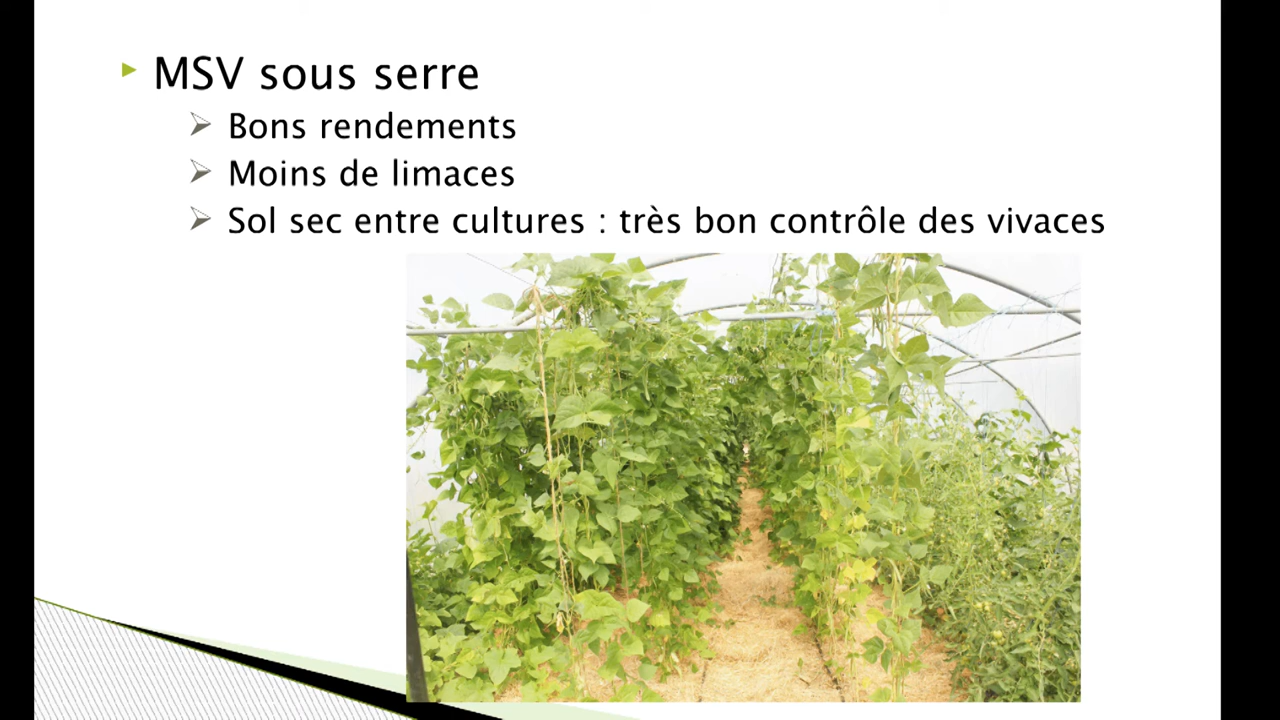 MSV sous serre
Bons rendements
Moins de limaces
Sol sec entre cultures : très bon contrôle des vivaces